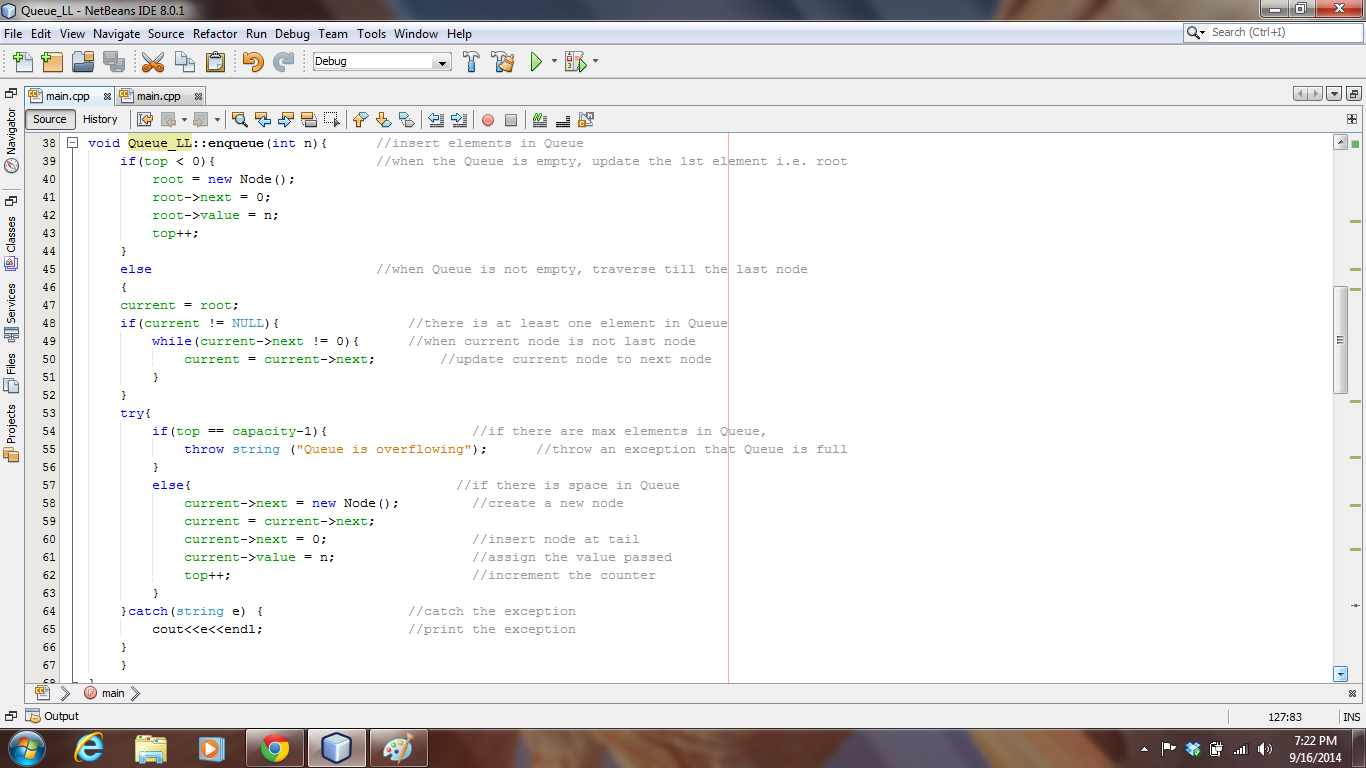 Queue_LL - NetBeans IDE 8.0.1
File Edit View Navigate Source Refactor Run Debug Team Tools Window Help
Search (Ctrl+I)
Debug
main.cpp main.cpp
Source History
Navigator
Classes
Services
Files
Projects
38 void Queue_LL::enqueue(int n){ //insert elements in Queue
39 if(top < 0){ //when the Queue is empty, update the 1st element i.e. root
40 root = new Node();
41 root->next = 0;
42 root->value = n;
43 top++;
44 }
45 else //when Queue is not empty, traverse till the last node
46 {
47 current = root;
48 if(current != NULL){ //there is at least one element in Queue
49 while(current->next != 0){ //when current node is not last node
50 current = current->next; //update current node to next node
51 }
52 }
53 try{
54 if(top == capacity-1){ //if there are max elements in Queue,
55 throw string ("Queue is overflowing"); //throw an exception that Queue is full
56 }
57 else{ //if there is space in Queue
58 current->next = new Node(); //create a new node
59 current = current->next;
60 current->next = 0; //insert node at tail
61 current->value = n; //assign the value passed
62 top++; //increment the counter
63 }
64 }catch(string e) { //catch the exception
65 cout<<e<<endl; //print the exception
66 }
67 }
68 }
main
Output
127:83 INS
7:22 PM
9/16/2014